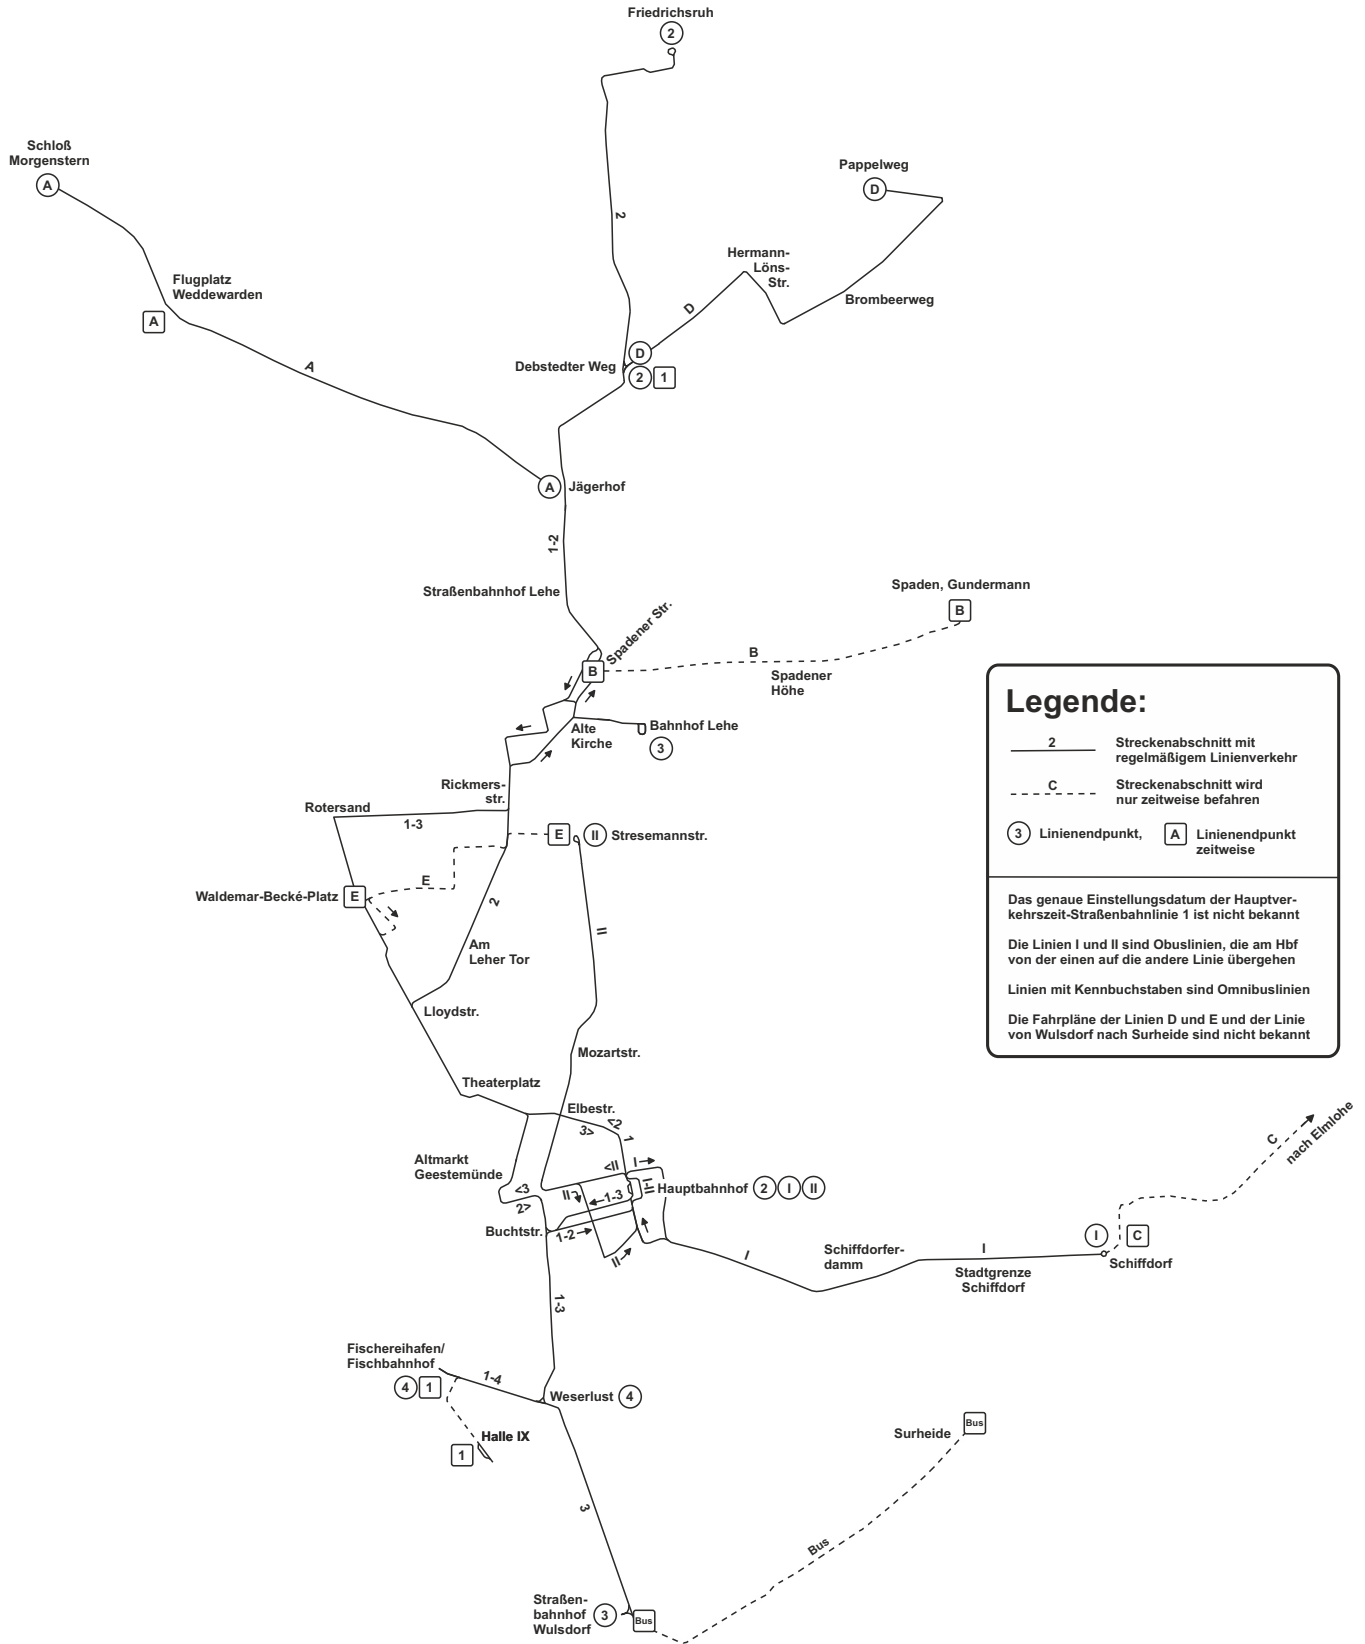 Friedrichsruh
2
Schloß
Morgenstern
A
Pappelweg
D
2
Hermann-
Löns-
Str.
Flugplatz
Weddewarden
A
Brombeerweg
D
A
D
Debstedter Weg
2
1
A
Jägerhof
1-2
Straßenbahnhof Lehe
Spaden, Gundermann
B
Spadener Str.
B
B
Spadener
Höhe
Alte
Kirche
Bahnhof Lehe
3
Rickmers-
str.
Rotersand
1-3
E
II
Stresemannstr.
E
Waldemar-Becké-Platz
E
2
II
Am
Leher Tor
Lloydstr.
Mozartstr.
Theaterplatz
Elbestr.
<2
3>
1
Altmarkt
Geestemünde
<II
I
<3
2>
II
1-3
I-II
Hauptbahnhof
2
I
II
Buchtstr.
1-2
II
I
Schiffdorfer-
damm
I
Stadtgrenze
Schiffdorf
I
C
Schiffdorf
C
nach Elmlohe
1-3
Fischereihafen/
Fischbahnhof
4
1
1-4
Weserlust
4
Halle IX
1
Surheide
Bus
3
Bus
Straßen-
bahnhof
Wulsdorf
3
Bus
Legende:
2
Streckenabschnitt mit
regelmäßigem Linienverkehr
C
Streckenabschnitt wird
nur zeitweise befahren
3
Linienendpunkt,
A
Linienendpunkt
zeitweise
Das genaue Einstellungsdatum der Hauptver-
kehrszeit-Straßenbahnlinie 1 ist nicht bekannt
Die Linien I und II sind Obuslinien, die am Hbf
von der einen auf die andere Linie übergehen
Linien mit Kennbuchstaben sind Omnibuslinien
Die Fahrpläne der Linien D und E und der Linie
von Wulsdorf nach Surheide sind nicht bekannt